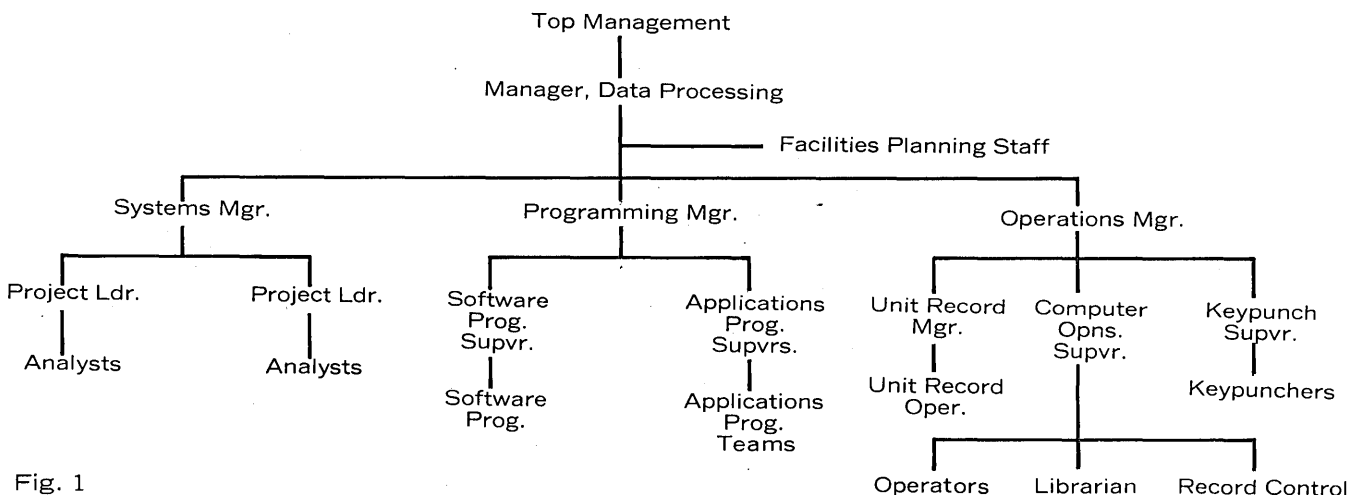 Top Management
Manager, Data Processing
Facilities Planning Staff
Systems Mgr.
Programming Mgr.
Operations Mgr.
Project Ldr.
Project Ldr.
Software
Prog.
Supvr.
Applications
Prog.
Supvrs.
Unit Record
Mgr.
Computer
Opns.
Supvr.
Keypunch
Supvr.
Analysts
Analysts
Software
Prog.
Applications
Prog.
Teams
Unit Record
Oper.
Keypunchers
Operators
Librarian
Record Control
Fig. 1